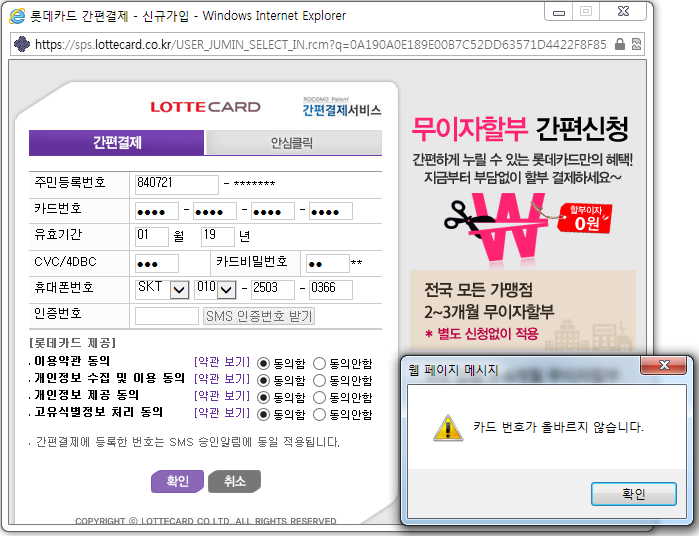 롯데카드 간편결제 - 신규가입 - Windows Internet Explorer
https://sps.lottecard.co.kr/USER_JUMIN_SELECT_IN.rcm?q=0A190A0E189E00B7C52DD63571D4422F8F85
LOTTE CARD
ROCOMO Patent
간편결제서비스
간편결제 안심클릭
주민등록번호 840721 - *******
카드번호 ●●●● - ●●●● - ●●●● - ●●●●
유효기간 01 월 19 년
CVC/4DBC ●●● 카드비밀번호 ●● **
휴대폰번호 SKT 010 - 2503 - 0366
인증번호 SMS 인증번호 받기
[롯데카드 제공]
. 이용약관 동의 [약관 보기] 동의함 동의안함
. 개인정보 수집 및 이용 동의 [약관 보기] 동의함 동의안함
. 개인정보 제공 동의 [약관 보기] 동의함 동의안함
. 고유식별정보 처리 동의 [약관 보기] 동의함 동의안함
. 간편결제에 등록한 번호는 SMS 승인알림에 동일 적용됩니다.
확인 취소
COPYRIGHT ⓒ LOTTECARD CO.LTD. ALL RIGHTS RESERVED
무이자할부 간편신청
간편하게 누릴 수 있는 롯데카드만의 혜택!
지금부터 부담없이 할부 결제하세요~
할부이자
0원
전국 모든 가맹점
2~3개월 무이자할부
* 별도 신청없이 적용
웹 페이지 메시지
카드 번호가 올바르지 않습니다.
확인